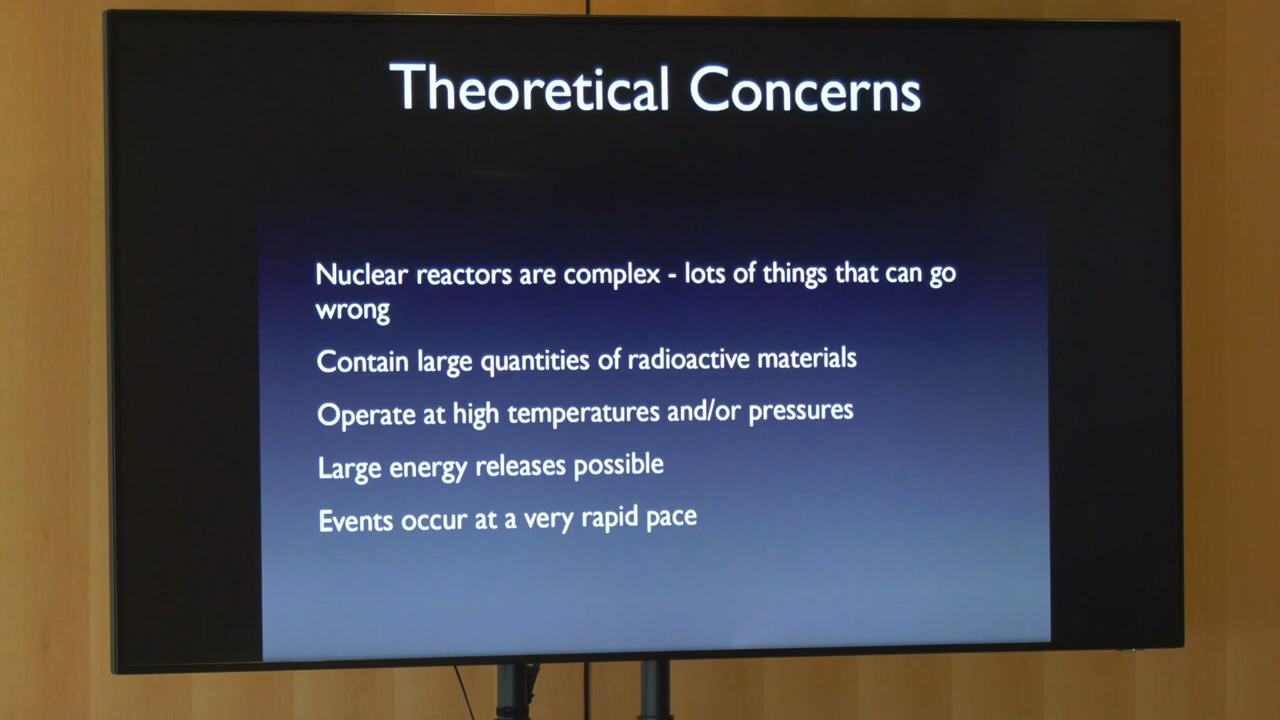 Theoretical Concerns
Nuclear reactors are complex - lots of things that can go
wrong
Contain large quantities of radioactive materials
Operate at high temperatures and/or pressures
Large energy releases possible
Events occur at a very rapid pace